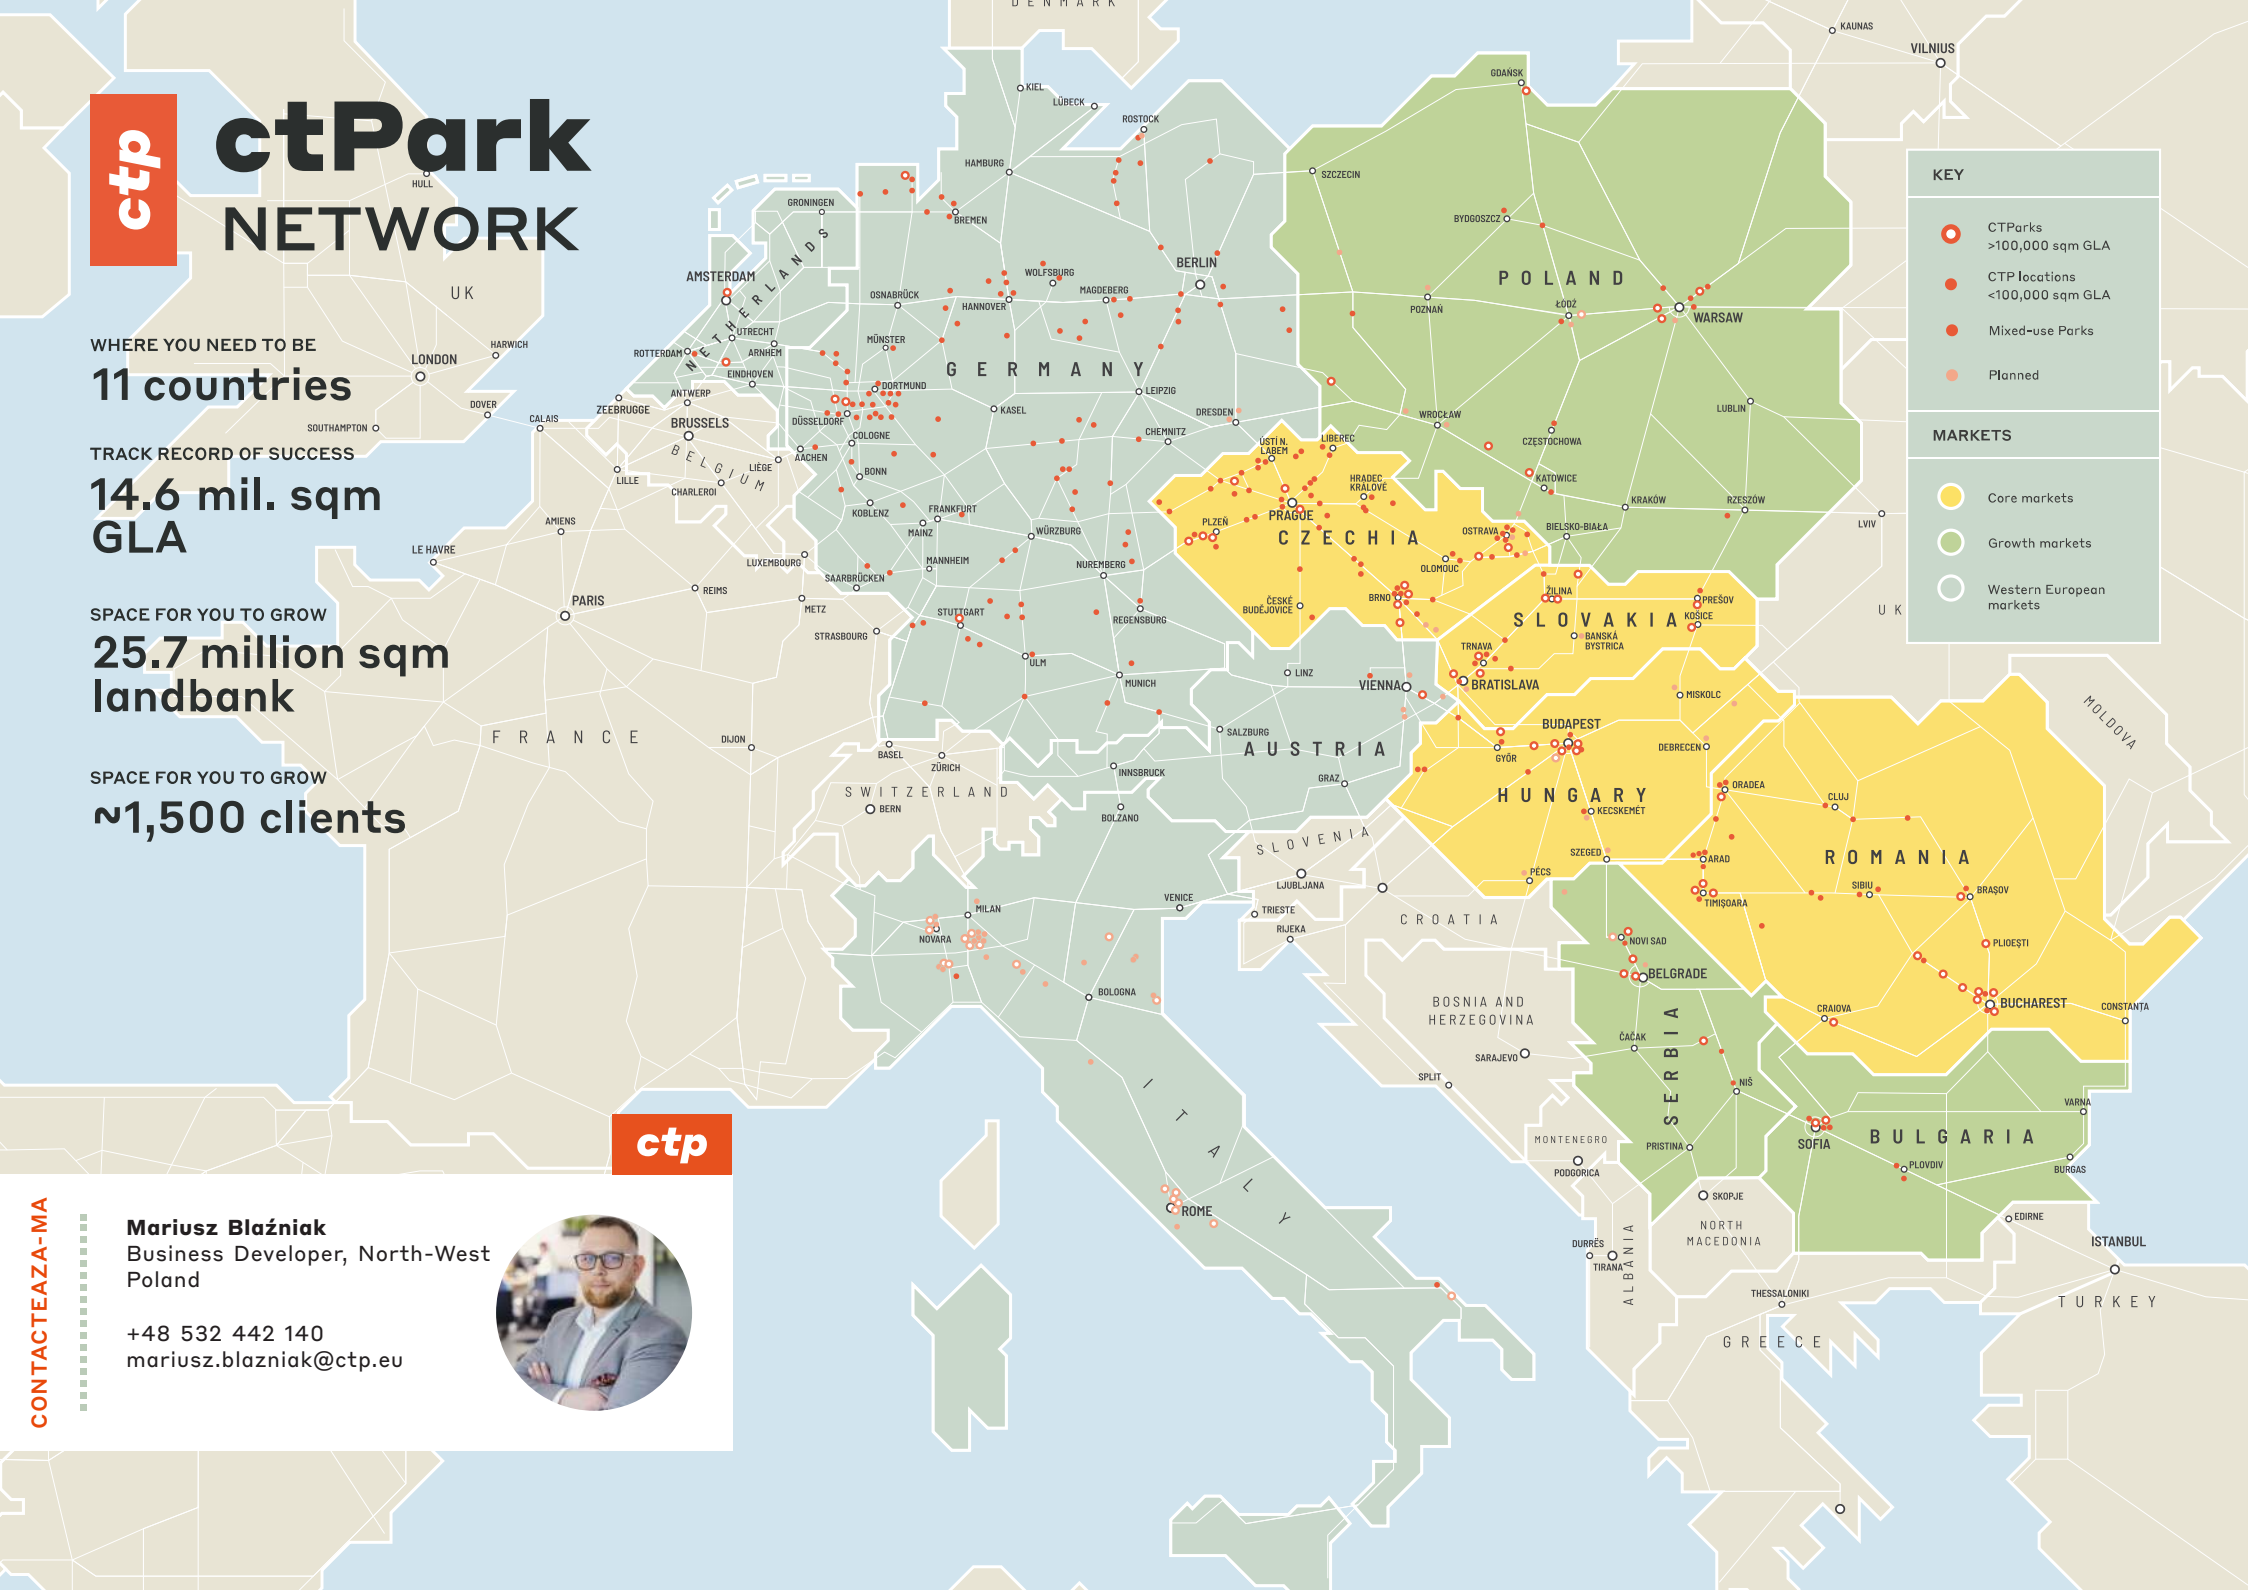 ctp
ctPark
NETWORK
WHERE YOU NEED TO BE
11 countries
TRACK RECORD OF SUCCESS
14.6 mil. sqm
GLA
SPACE FOR YOU TO GROW
25.7 million sqm
landbank
SPACE FOR YOU TO GROW
~1,500 clients
ctp
CONTACTEAZA-MA
Mariusz Blaźniak
Business Developer, North-West
Poland
+48 532 442 140
mariusz.blazniak@ctp.eu
KEY
CTParks
>100,000 sqm GLA
CTP locations
<100,000 sqm GLA
Mixed-use Parks
Planned
MARKETS
Core markets
Growth markets
Western European
markets
DENMARK
KAUNAS
VILNIUS
GDAŃSK
KIEL
LÜBECK
ROSTOCK
HAMBURG
SZCZECIN
HULL
GRONINGEN
BREMEN
BYDGOSZCZ
NETHERLANDS
AMSTERDAM
UK
BERLIN
WOLFSBURG
POLAND
OSNABRÜCK
HANNOVER
MAGDEBERG
POZNAŃ
ŁÓDŹ
WARSAW
UTRECHT
MÜNSTER
HARWICH
LONDON
ROTTERDAM
ARNHEM
EINDHOVEN
GERMANY
DORTMUND
LEIPZIG
ANTWERP
ZEEBRUGGE
DOVER
CALAIS
SOUTHAMPTON
BRUSSELS
DÜSSELDORF
KASEL
DRESDEN
WROCŁAW
LUBLIN
COLOGNE
CHEMNITZ
ÚSTÍ N.
LABEM
LIBEREC
CZĘSTOCHOWA
BELGIUM
AACHEN
LIÈGE
BONN
LILLE
CHARLEROI
HRADEC
KRÁLOVÉ
KATOWICE
KOBLENZ
FRANKFURT
PRAGUE
KRAKÓW
RZESZÓW
LVIV
AMIENS
MAINZ
WÜRZBURG
PLZEŇ
CZECHIA
OSTRAVA
BIELSKO-BIAŁA
LE HAVRE
LUXEMBOURG
MANNHEIM
NUREMBERG
OLOMOUC
SAARBRÜCKEN
REIMS
PARIS
METZ
ČESKÉ
BUDĚJOVICE
BRNO
ŽILINA
PREŠOV
UK
STUTTGART
REGENSBURG
SLOVAKIA
KOŠICE
STRASBOURG
TRNAVA
BANSKÁ
BYSTRICA
ULM
MUNICH
LINZ
VIENNA
BRATISLAVA
MISKOLC
MOLDOVA
FRANCE
DIJON
SALZBURG
AUSTRIA
BUDAPEST
DEBRECEN
BASEL
ZÜRICH
GYŐR
INNSBRUCK
GRAZ
SWITZERLAND
BERN
HUNGARY
ORADEA
CLUJ
KECSKEMÉT
BOLZANO
SLOVENIA
SZEGED
ARAD
ROMANIA
LJUBLJANA
PÉCS
SIBIU
BRAŞOV
TIMIŞOARA
VENICE
TRIESTE
CROATIA
MILAN
NOVARA
RIJEKA
NOVI SAD
PLIOEŞTI
BELGRADE
BOLOGNA
BOSNIA AND
HERZEGOVINA
BUCHAREST
CONSTANȚA
CRAIOVA
ČAČAK
SERBIA
SARAJEVO
SPLIT
NIŠ
VARNA
ITALY
MONTENEGRO
PRISTINA
SOFIA
BULGARIA
PODGORICA
PLOVDIV
BURGAS
SKOPJE
ROME
EDIRNE
NORTH
MACEDONIA
ISTANBUL
DURRËS
TIRANA
ALBANIA
THESSALONIKI
TURKEY
GREECE